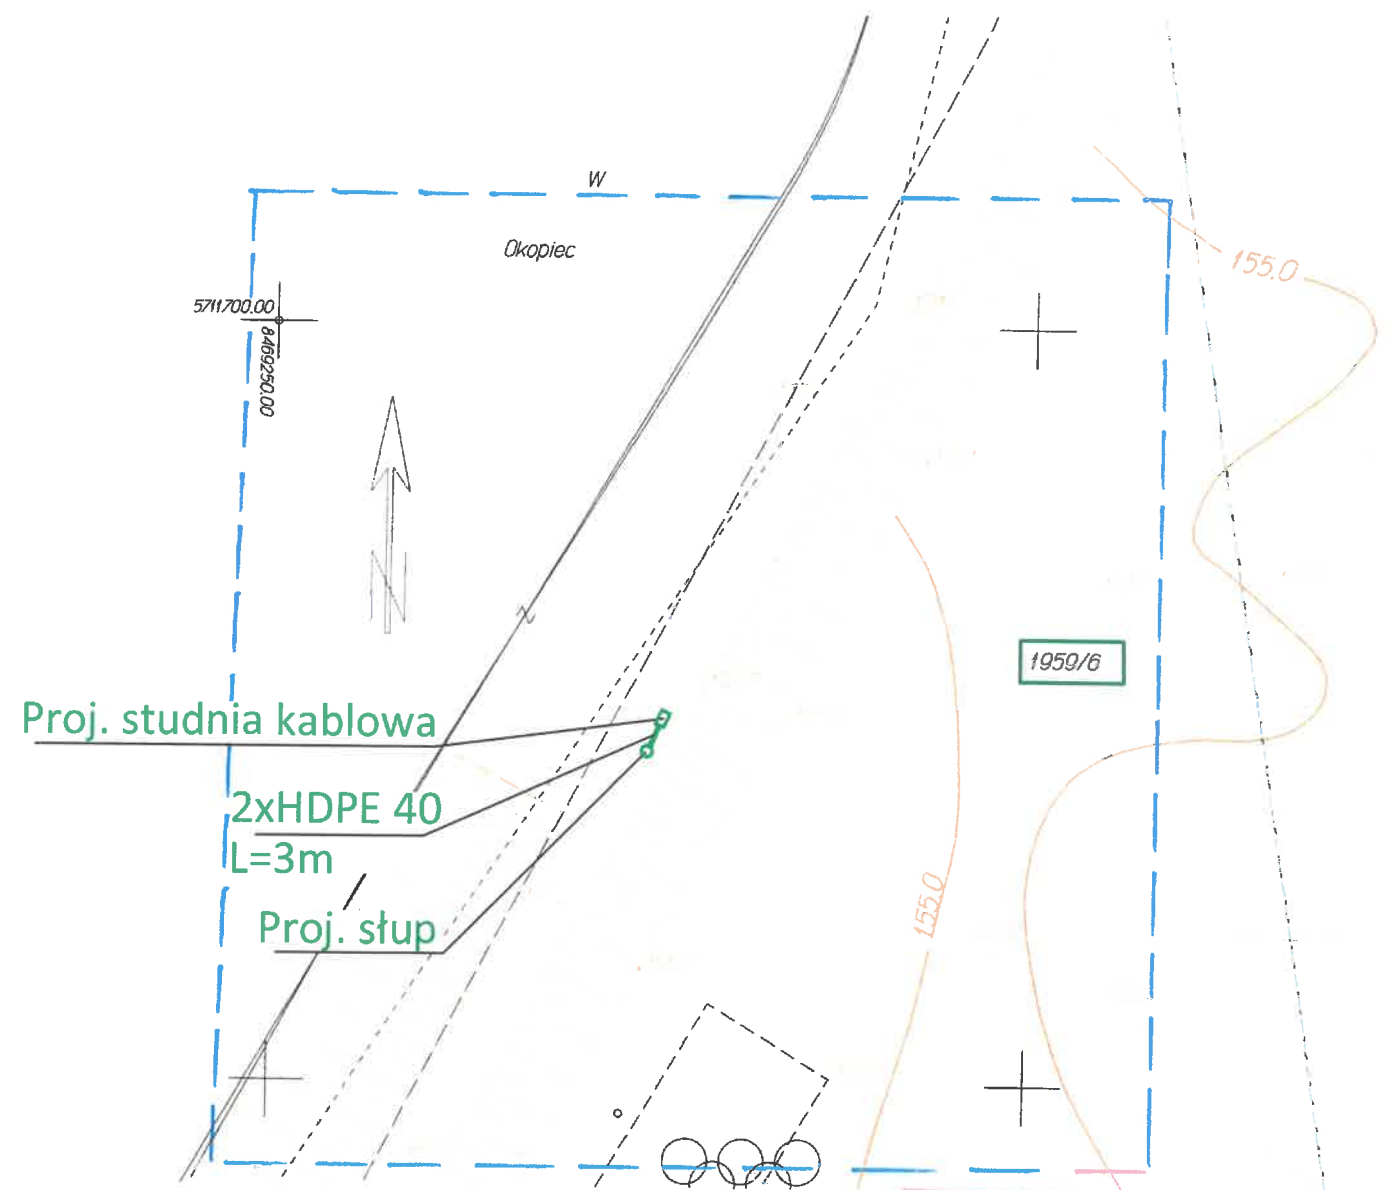 W
Okopiec
155.0
5711700.00
8469250.00
N
1959/6
Proj. studnia kablowa
2xHDPE 40
L=3m
155.0
Proj. słup